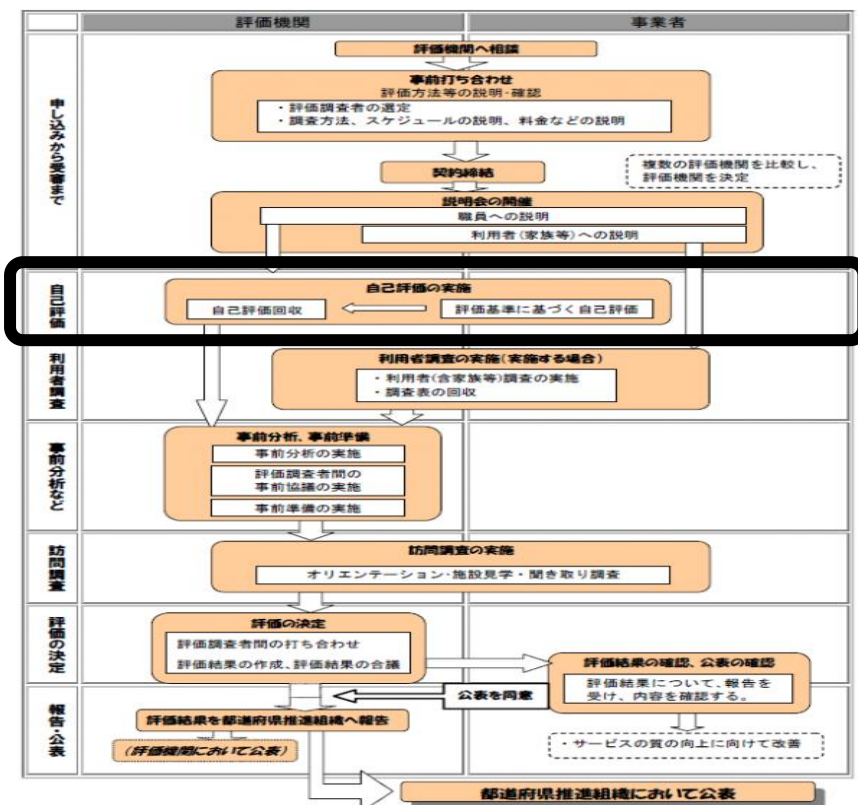 評価機関
事業者
申し込みから受審まで
評価機関へ相談
事前打ち合わせ
評価方法等の説明・確認
・評価調査者の選定
・調査方法、スケジュールの説明、料金などの説明
契約締結
複数の評価機関を比較し、
評価機関を決定
説明会の開催
職員への説明
利用者(家族等)への説明
自己評価
自己評価の実施
自己評価回収
評価基準に基づく自己評価
利用者調査
利用者調査の実施(実施する場合)
・利用者(含家族等)調査の実施
・調査表の回収
事前分析など
事前分析、事前準備
事前分析の実施
評価調査者間の
事前協議の実施
事前準備の実施
訪問調査
訪問調査の実施
オリエンテーション・施設見学・聞き取り調査
評価の決定
評価の決定
評価調査者間の打ち合わせ
評価結果の作成、評価結果の合議
評価結果の確認、公表の確認
評価結果について、報告を
受け、内容を確認する。
報告・公表
公表を同意
評価結果を都道府県推進組織へ報告
(評価機関において公表)
・サービスの質の向上に向けて改善
都道府県推進組織において公表